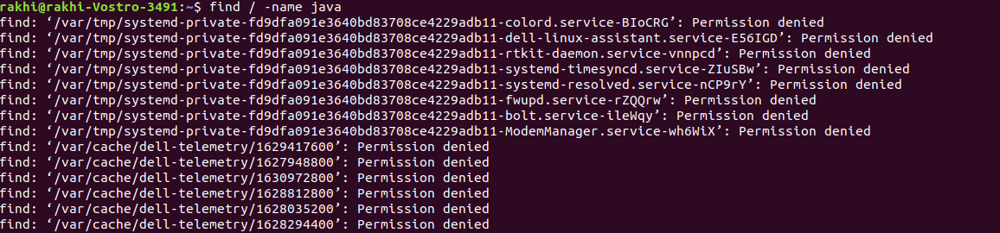 rakhi@rakhi-Vostro-3491:~$ find / -name java
find: ‘/var/tmp/systemd-private-fd9dfa091e3640bd83708ce4229adb11-colord.service-BIoCRG’: Permission denied
find: ‘/var/tmp/systemd-private-fd9dfa091e3640bd83708ce4229adb11-dell-linux-assistant.service-E56IGD’: Permission denied
find: ‘/var/tmp/systemd-private-fd9dfa091e3640bd83708ce4229adb11-rtkit-daemon.service-vnnpcd’: Permission denied
find: ‘/var/tmp/systemd-private-fd9dfa091e3640bd83708ce4229adb11-systemd-timesyncd.service-ZIuSBw’: Permission denied
find: ‘/var/tmp/systemd-private-fd9dfa091e3640bd83708ce4229adb11-systemd-resolved.service-nCP9rY’: Permission denied
find: ‘/var/tmp/systemd-private-fd9dfa091e3640bd83708ce4229adb11-fwupd.service-rZQQrw’: Permission denied
find: ‘/var/tmp/systemd-private-fd9dfa091e3640bd83708ce4229adb11-bolt.service-ileWqy’: Permission denied
find: ‘/var/tmp/systemd-private-fd9dfa091e3640bd83708ce4229adb11-ModemManager.service-wh6WiX’: Permission denied
find: ‘/var/cache/dell-telemetry/1629417600’: Permission denied
find: ‘/var/cache/dell-telemetry/1627948800’: Permission denied
find: ‘/var/cache/dell-telemetry/1630972800’: Permission denied
find: ‘/var/cache/dell-telemetry/1628812800’: Permission denied
find: ‘/var/cache/dell-telemetry/1628035200’: Permission denied
find: ‘/var/cache/dell-telemetry/1628294400’: Permission denied